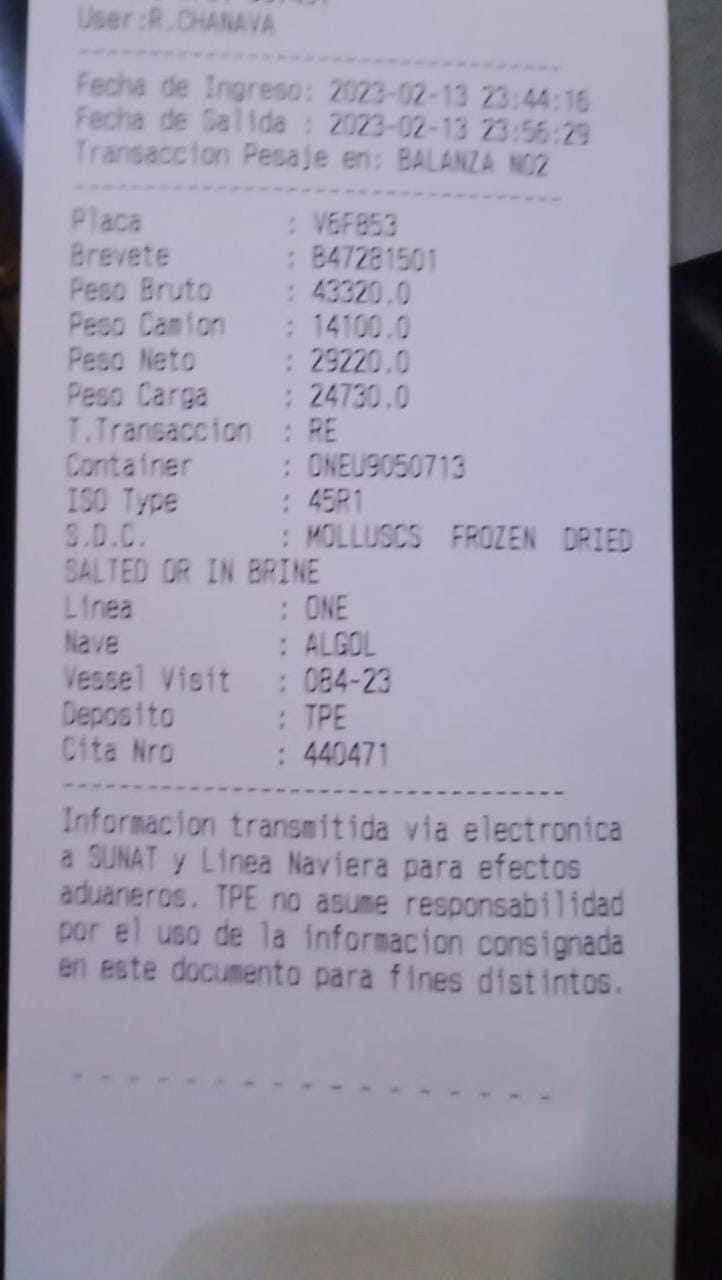 User:R.CHANAVA
Fecha de Ingreso: 2023-02-13 23:44:16
Fecha de Salida : 2023-02-13 23:56:29
Transaccion Pesaje en: BALANZA NO2
Placa : V6F853
Brevete : B47281501
Peso Bruto : 43320.0
Peso Camion : 14100.0
Peso Neto : 29220.0
Peso Carga : 24730.0
T.Transaccion : RE
Container : ONEU9050713
ISO Type : 45R1
S.D.C. : MOLLUSCS FROZEN DRIED
SALTED OR IN BRINE
Linea : ONE
Nave : ALGOL
Vessel Visit : 084-23
Deposito : TPE
Cita Nro : 440471
Informacion transmitida via electronica
a SUNAT y Linea Naviera para efectos
aduaneros. TPE no asume responsabilidad
por el uso de la informacion consignada
en este documento para fines distintos.